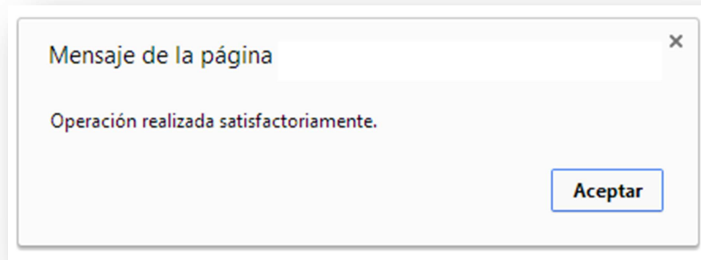 Mensaje de la página
Operación realizada satisfactoriamente.
Aceptar